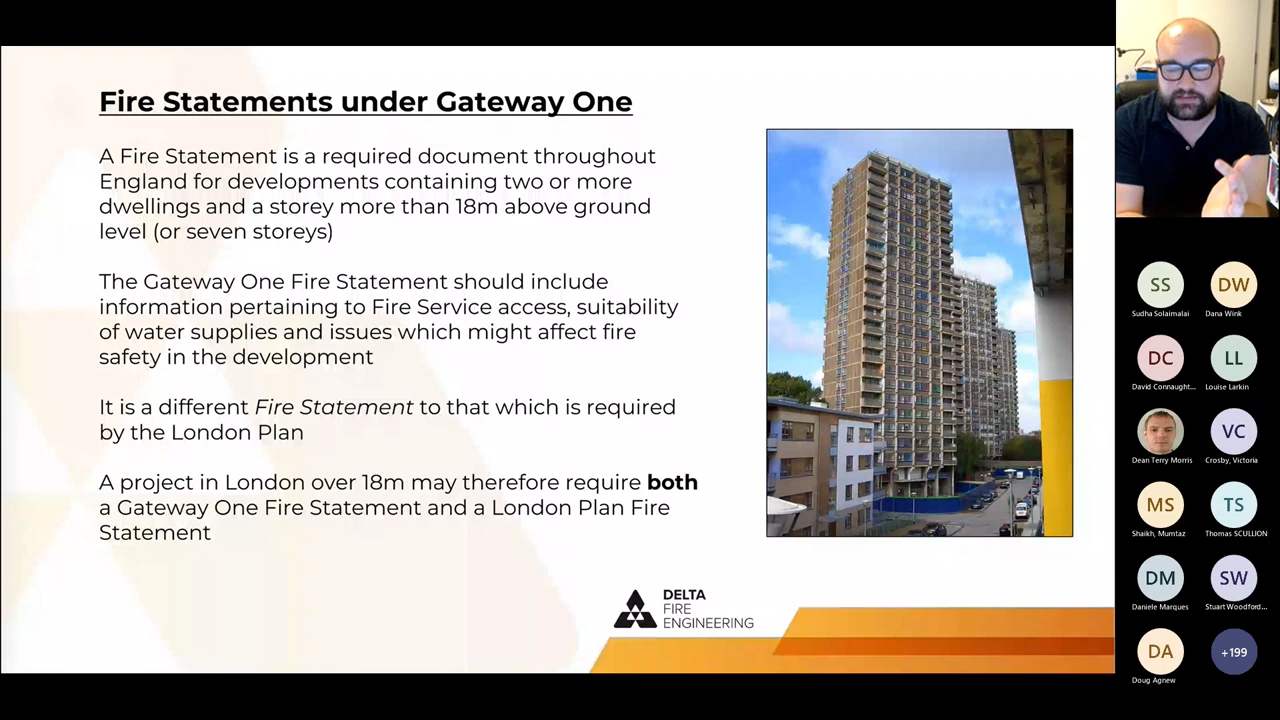 Fire Statements under Gateway One
A Fire Statement is a required document throughout
England for developments containing two or more
dwellings and a storey more than 18m above ground
level (or seven storeys)
The Gateway One Fire Statement should include
information pertaining to Fire Service access, suitability
of water supplies and issues which might affect fire
safety in the development
It is a different Fire Statement to that which is required
by the London Plan
A project in London over 18m may therefore require both
a Gateway One Fire Statement and a London Plan Fire
Statement
DELTA
FIRE
ENGINEERING
SS
DW
Sudha Solaimalai
Dana Wink
DC
LL
David Connaught...
Louise Larkin
VC
Dean Terry Morris
Crosby, Victoria
MS
TS
Shaikh, Mumtaz
Thomas SCULLION
DM
SW
Daniele Marques
Stuart Woodford...
DA
+199
Doug Agnew